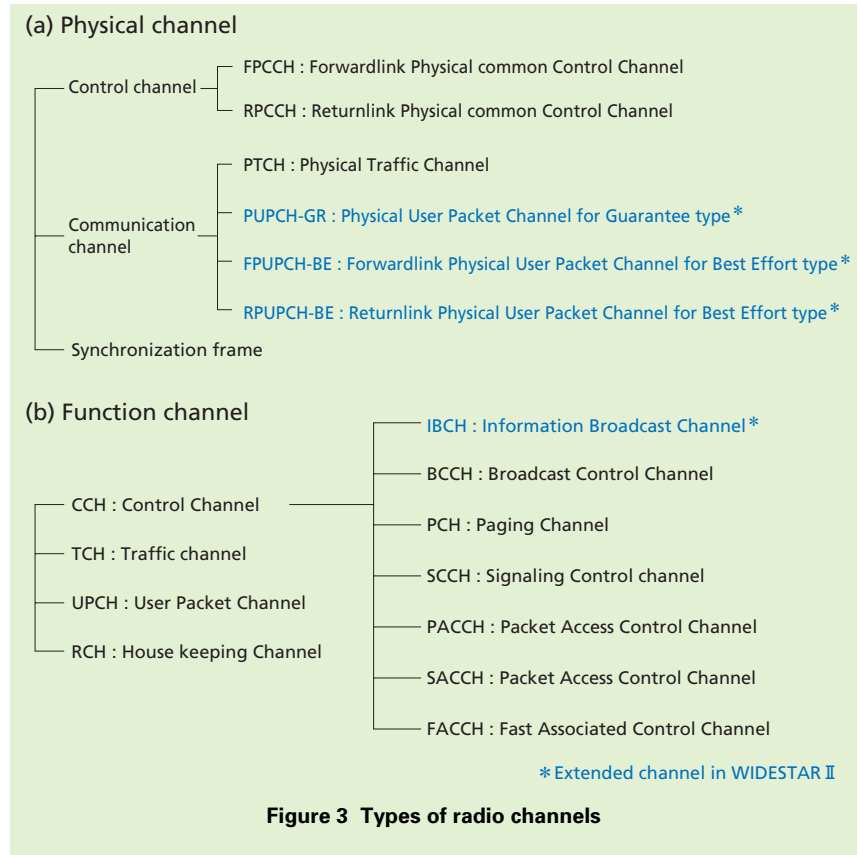 (a) Physical channel
Control channel
FPCCH : Forwardlink Physical common Control Channel
RPCCH : Returnlink Physical common Control Channel
Communication
channel
PTCH : Physical Traffic Channel
PUPCH-GR : Physical User Packet Channel for Guarantee type*
FPUPCH-BE : Forwardlink Physical User Packet Channel for Best Effort type*
RPUPCH-BE : Returnlink Physical User Packet Channel for Best Effort type*
Synchronization frame
(b) Function channel
CCH : Control Channel
TCH : Traffic channel
UPCH : User Packet Channel
RCH : House keeping Channel
IBCH : Information Broadcast Channel*
BCCH : Broadcast Control Channel
PCH : Paging Channel
SCCH : Signaling Control channel
PACCH : Packet Access Control Channel
SACCH : Packet Access Control Channel
FACCH : Fast Associated Control Channel
*Extended channel in WIDESTAR Ⅱ
Figure 3 Types of radio channels